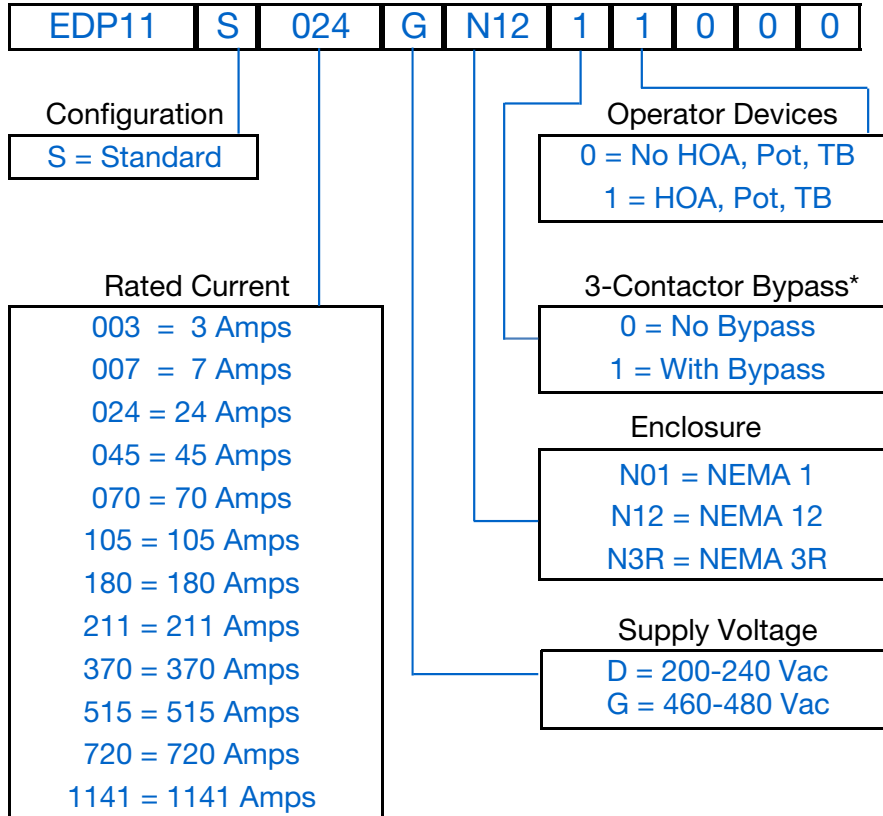 EDP11 S 024 G N12 1 1 0 0 0
Configuration
S = Standard
Operator Devices
0 = No HOA, Pot, TB
1 = HOA, Pot, TB
Rated Current
003 = 3 Amps
007 = 7 Amps
024 = 24 Amps
045 = 45 Amps
070 = 70 Amps
105 = 105 Amps
180 = 180 Amps
211 = 211 Amps
370 = 370 Amps
515 = 515 Amps
720 = 720 Amps
1141 = 1141 Amps
3-Contactor Bypass*
0 = No Bypass
1 = With Bypass
Enclosure
N01 = NEMA 1
N12 = NEMA 12
N3R = NEMA 3R
Supply Voltage
D = 200-240 Vac
G = 460-480 Vac